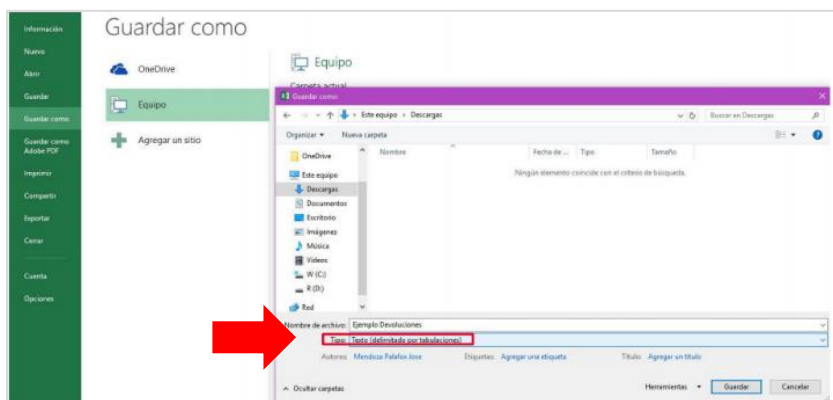 Guardar como
Información
Nuevo
Abrir
Guardar
Guardar como
Guardar como Adobe PDF
Imprimir
Compartir
Exportar
Cerrar
Cuenta
Opciones
OneDrive
Equipo
Agregar un sitio
Equipo
Carpeta actual
Guardar como
Este equipo > Descargas
Buscar en Descargas
Organizar
Nueva carpeta
Nombre
Fecha de ...
Tipo
Tamaño
Ningún elemento coincide con el criterio de búsqueda.
OneDrive
Este equipo
Descargas
Documentos
Escritorio
Imágenes
Música
Videos
W (C:)
R (D:)
Red
Nombre de archivo: Ejemplo Devoluciones
Tipo: Texto (delimitado por tabulaciones)
Autores: Mendoza Palafox Jose
Etiquetas: Agregar una etiqueta
Título: Agregar un título
Ocultar carpetas
Herramientas
Guardar
Cancelar